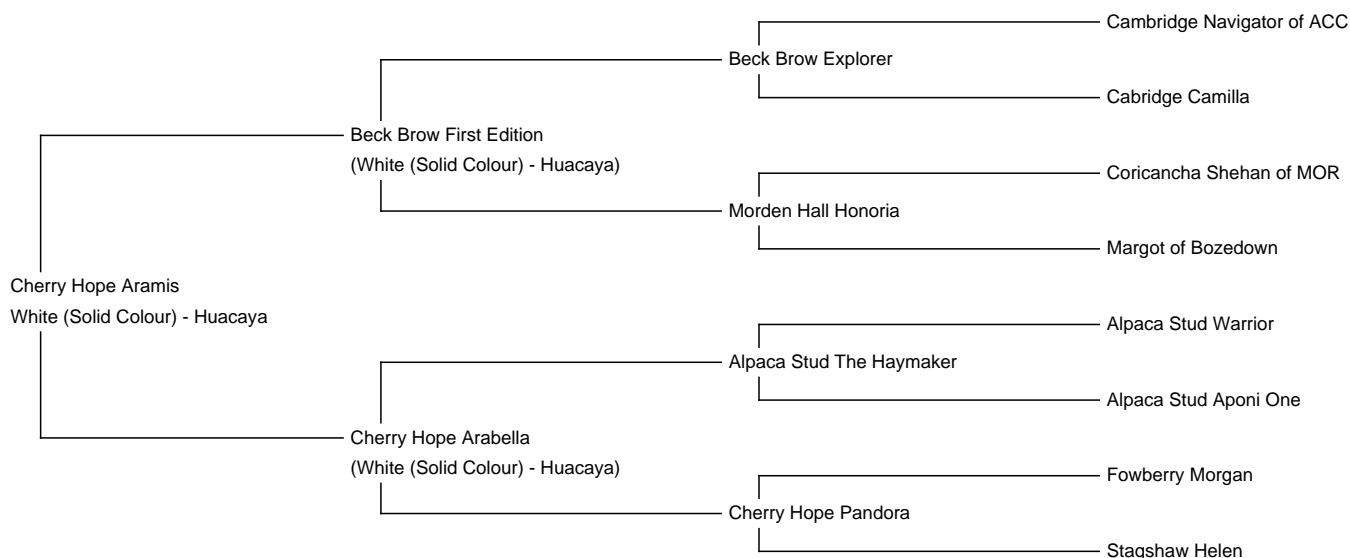 Cambridge Navigator of ACC
Beck Brow Explorer
Cabridge Camilla
Beck Brow First Edition
(White (Solid Colour) - Huacaya)
Coricancha Shehan of MOR
Morden Hall Honoria
Margot of Bozedown
Cherry Hope Aramis
White (Solid Colour) - Huacaya
Alpaca Stud Warrior
Alpaca Stud The Haymaker
Alpaca Stud Aponi One
Cherry Hope Arabella
(White (Solid Colour) - Huacaya)
Fowberry Morgan
Cherry Hope Pandora
Stagshaw Helen